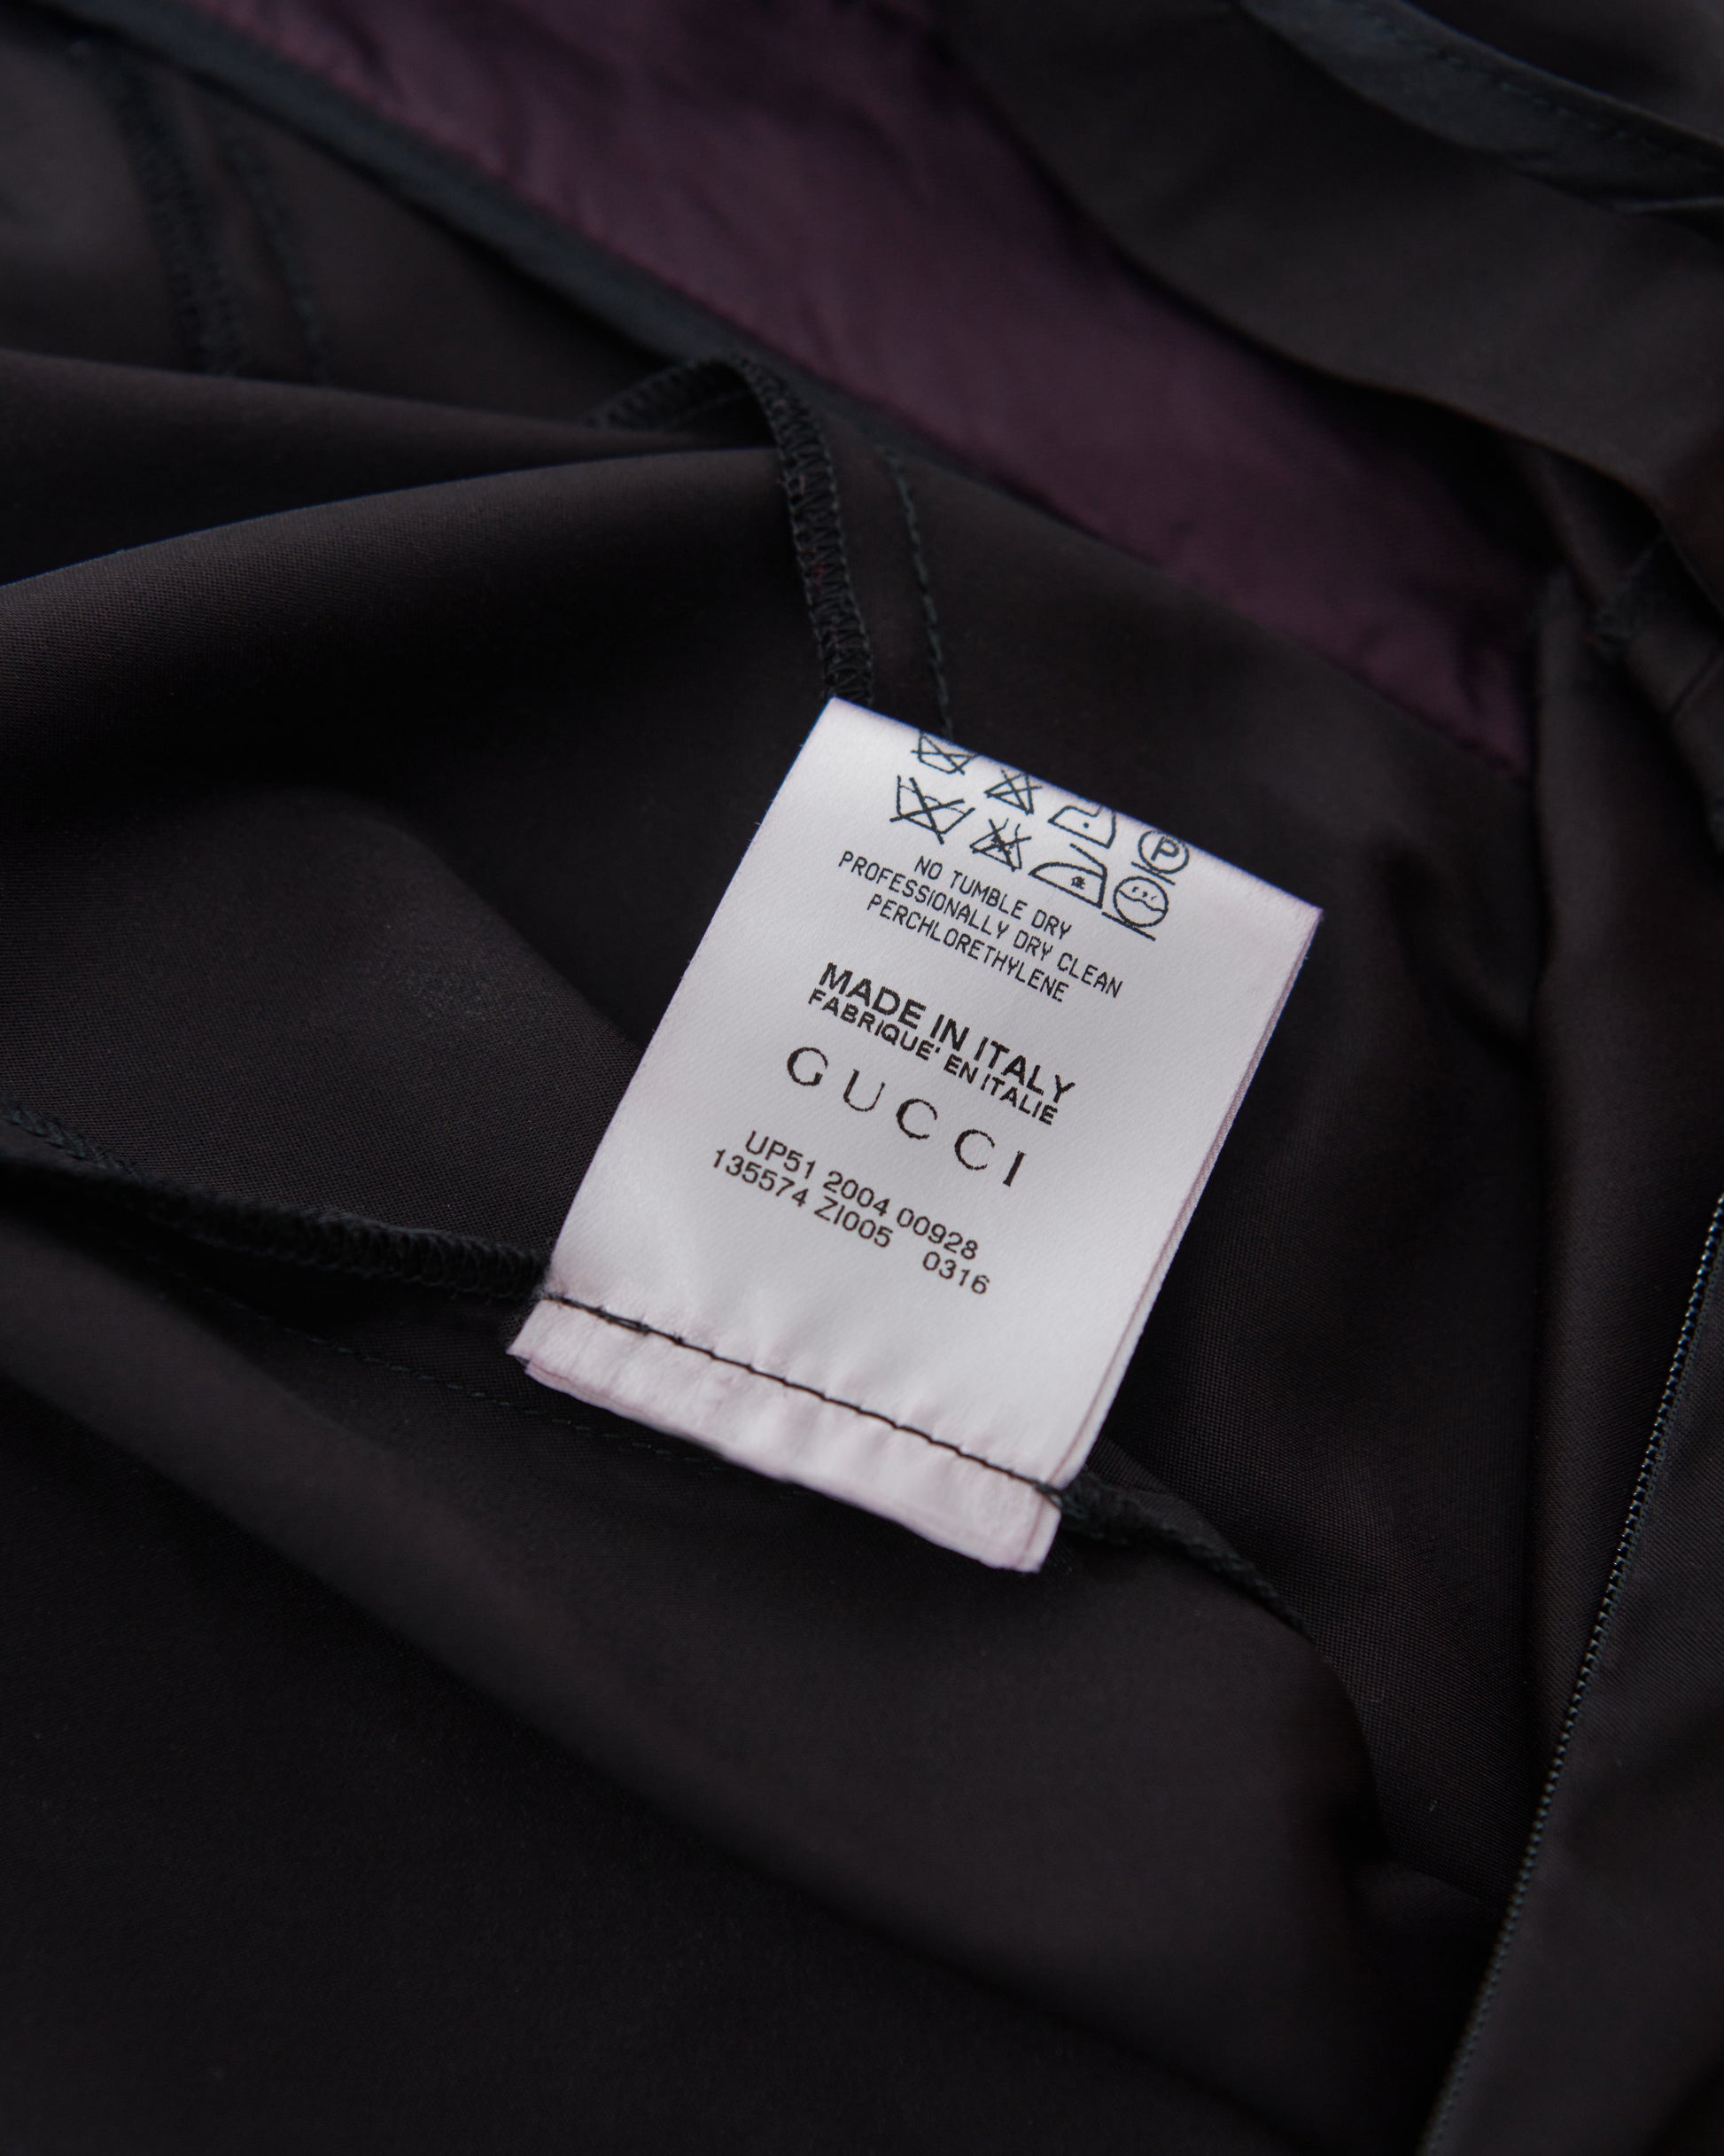 P
NO TUMBLE DRY
PROFESSIONALLY DRY CLEAN
PERCHLORETHYLENE
MADE IN ITALY
FABRIQUE' EN ITALIE
GUCCI
UP51 2004 00928
135574 ZI005 0316